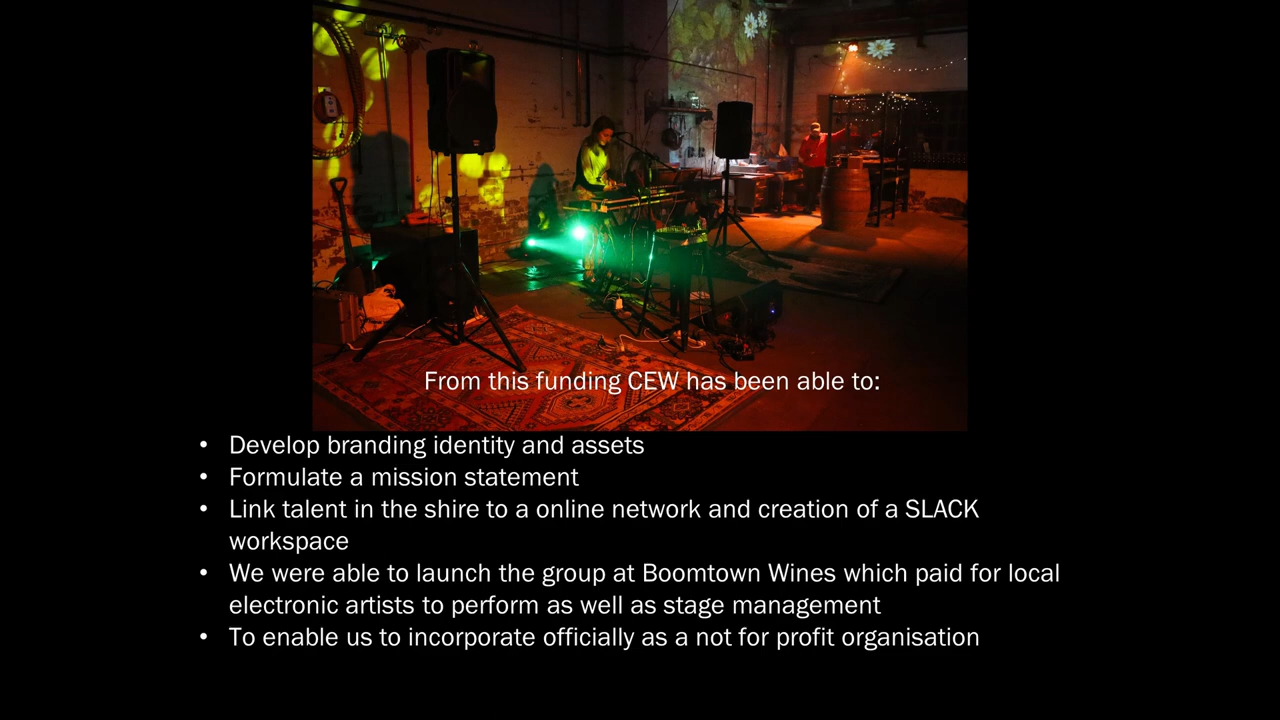 From this funding CEW has been able to:
• Develop branding identity and assets
• Formulate a mission statement
• Link talent in the shire to a online network and creation of a SLACK
workspace
• We were able to launch the group at Boomtown Wines which paid for local
electronic artists to perform as well as stage management
• To enable us to incorporate officially as a not for profit organisation